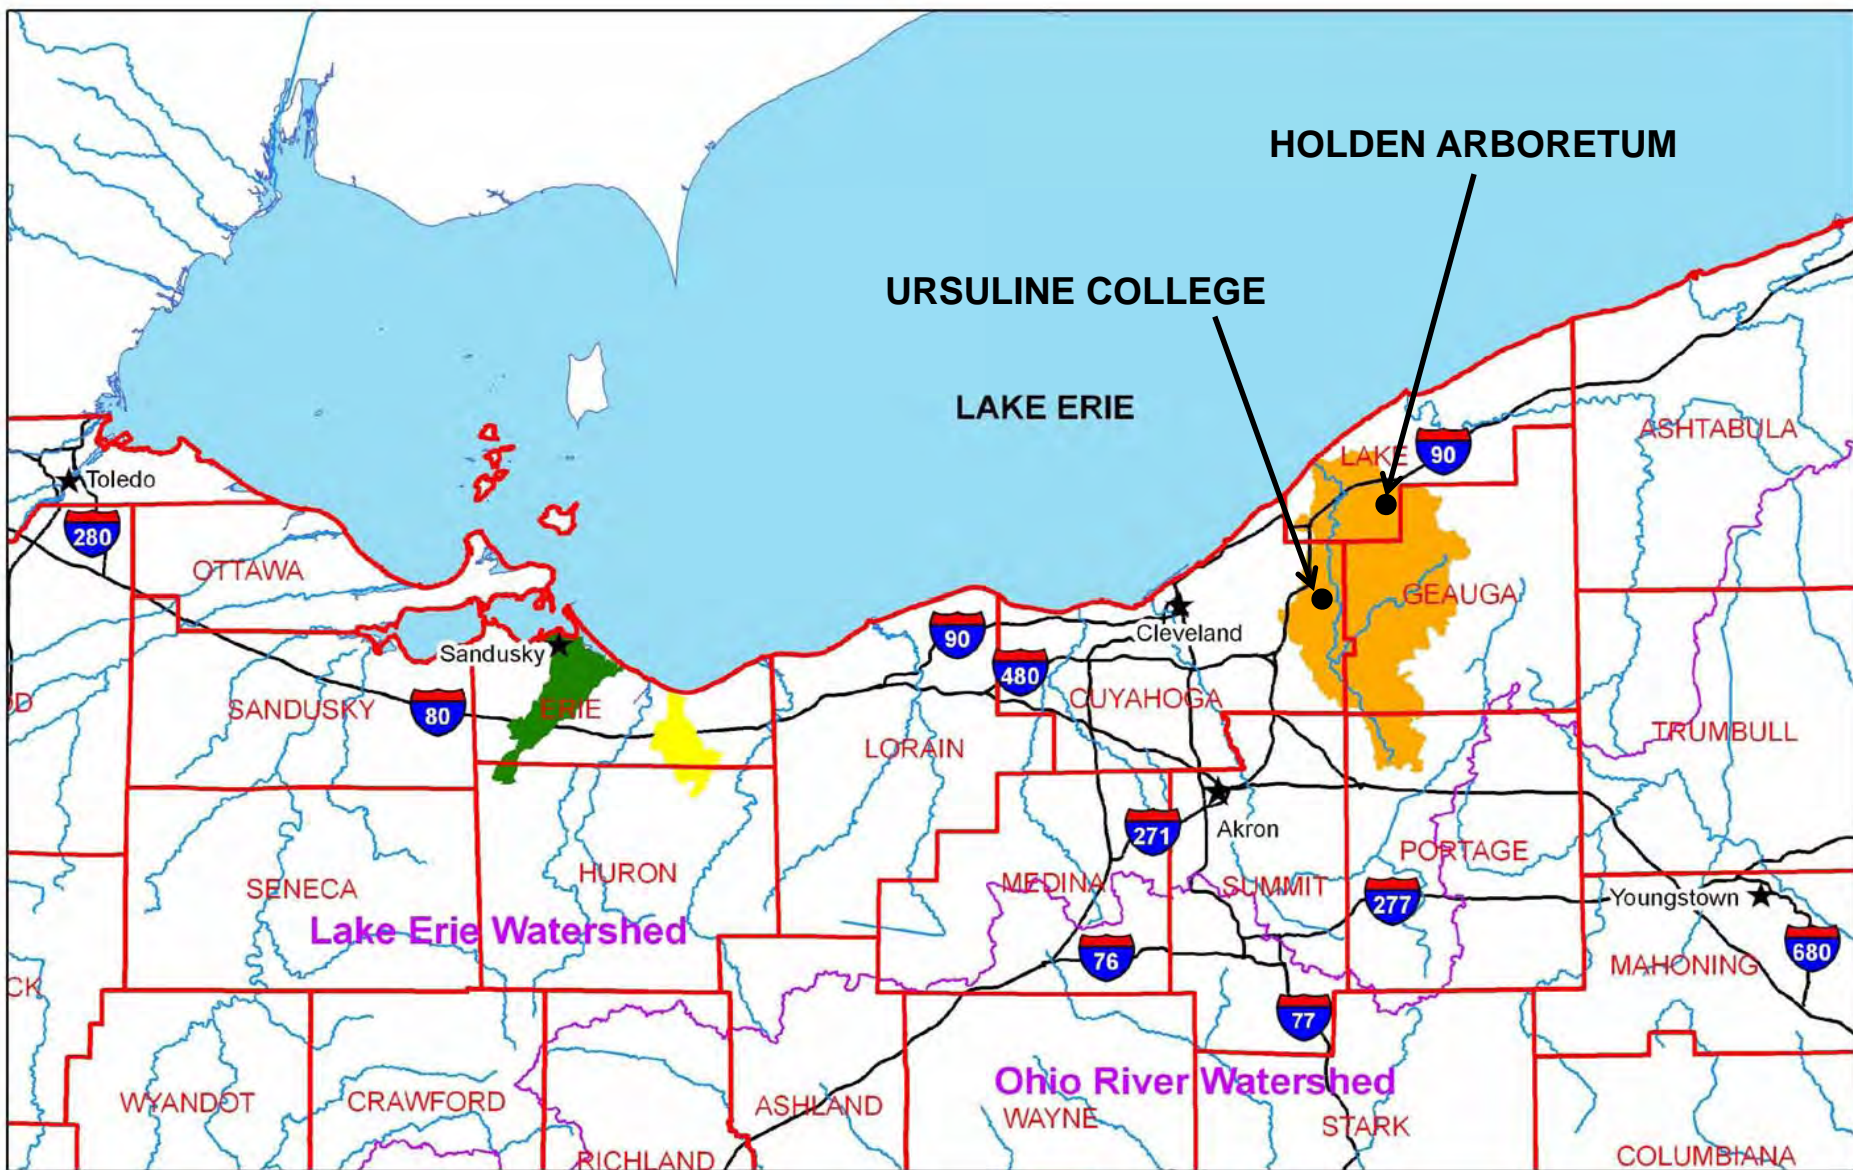 HOLDEN ARBORETUM
URSULINE COLLEGE
LAKE ERIE
LAKE
90
ASHTABULA
Toledo
280
OTTAWA
GEAUGA
Sandusky
90
Cleveland
480
CUYAHOGA
OD
SANDUSKY
80
ERIE
LORAIN
TRUMBULL
271
Akron
PORTAGE
SENECA
HURON
MEDINA
SUMMIT
277
Youngstown
Lake Erie Watershed
76
680
MAHONING
CK
77
Ohio River Watershed
WYANDOT
CRAWFORD
ASHLAND
WAYNE
STARK
RICHLAND
COLUMBIANA